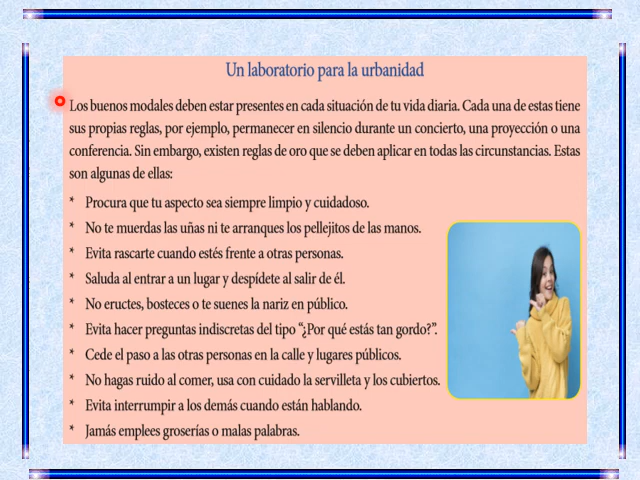 Un laboratorio para la urbanidad
Los buenos modales deben estar presentes en cada situación de tu vida diaria. Cada una de estas tiene
sus propias reglas, por ejemplo, permanecer en silencio durante un concierto, una proyección o una
conferencia. Sin embargo, existen reglas de oro que se deben aplicar en todas las circunstancias. Estas
son algunas de ellas:
* Procura que tu aspecto sea siempre limpio y cuidadoso.
* No te muerdas las uñas ni te arranques los pellejitos de las manos.
* Evita rascarte cuando estés frente a otras personas.
* Saluda al entrar a un lugar y despídete al salir de él.
* No eructes, bosteces o te suenes la nariz en público.
* Evita hacer preguntas indiscretas del tipo “¿Por qué estás tan gordo?”.
* Cede el paso a las otras personas en la calle y lugares públicos.
* No hagas ruido al comer, usa con cuidado la servilleta y los cubiertos.
* Evita interrumpir a los demás cuando están hablando.
* Jamás emplees groserías o malas palabras.